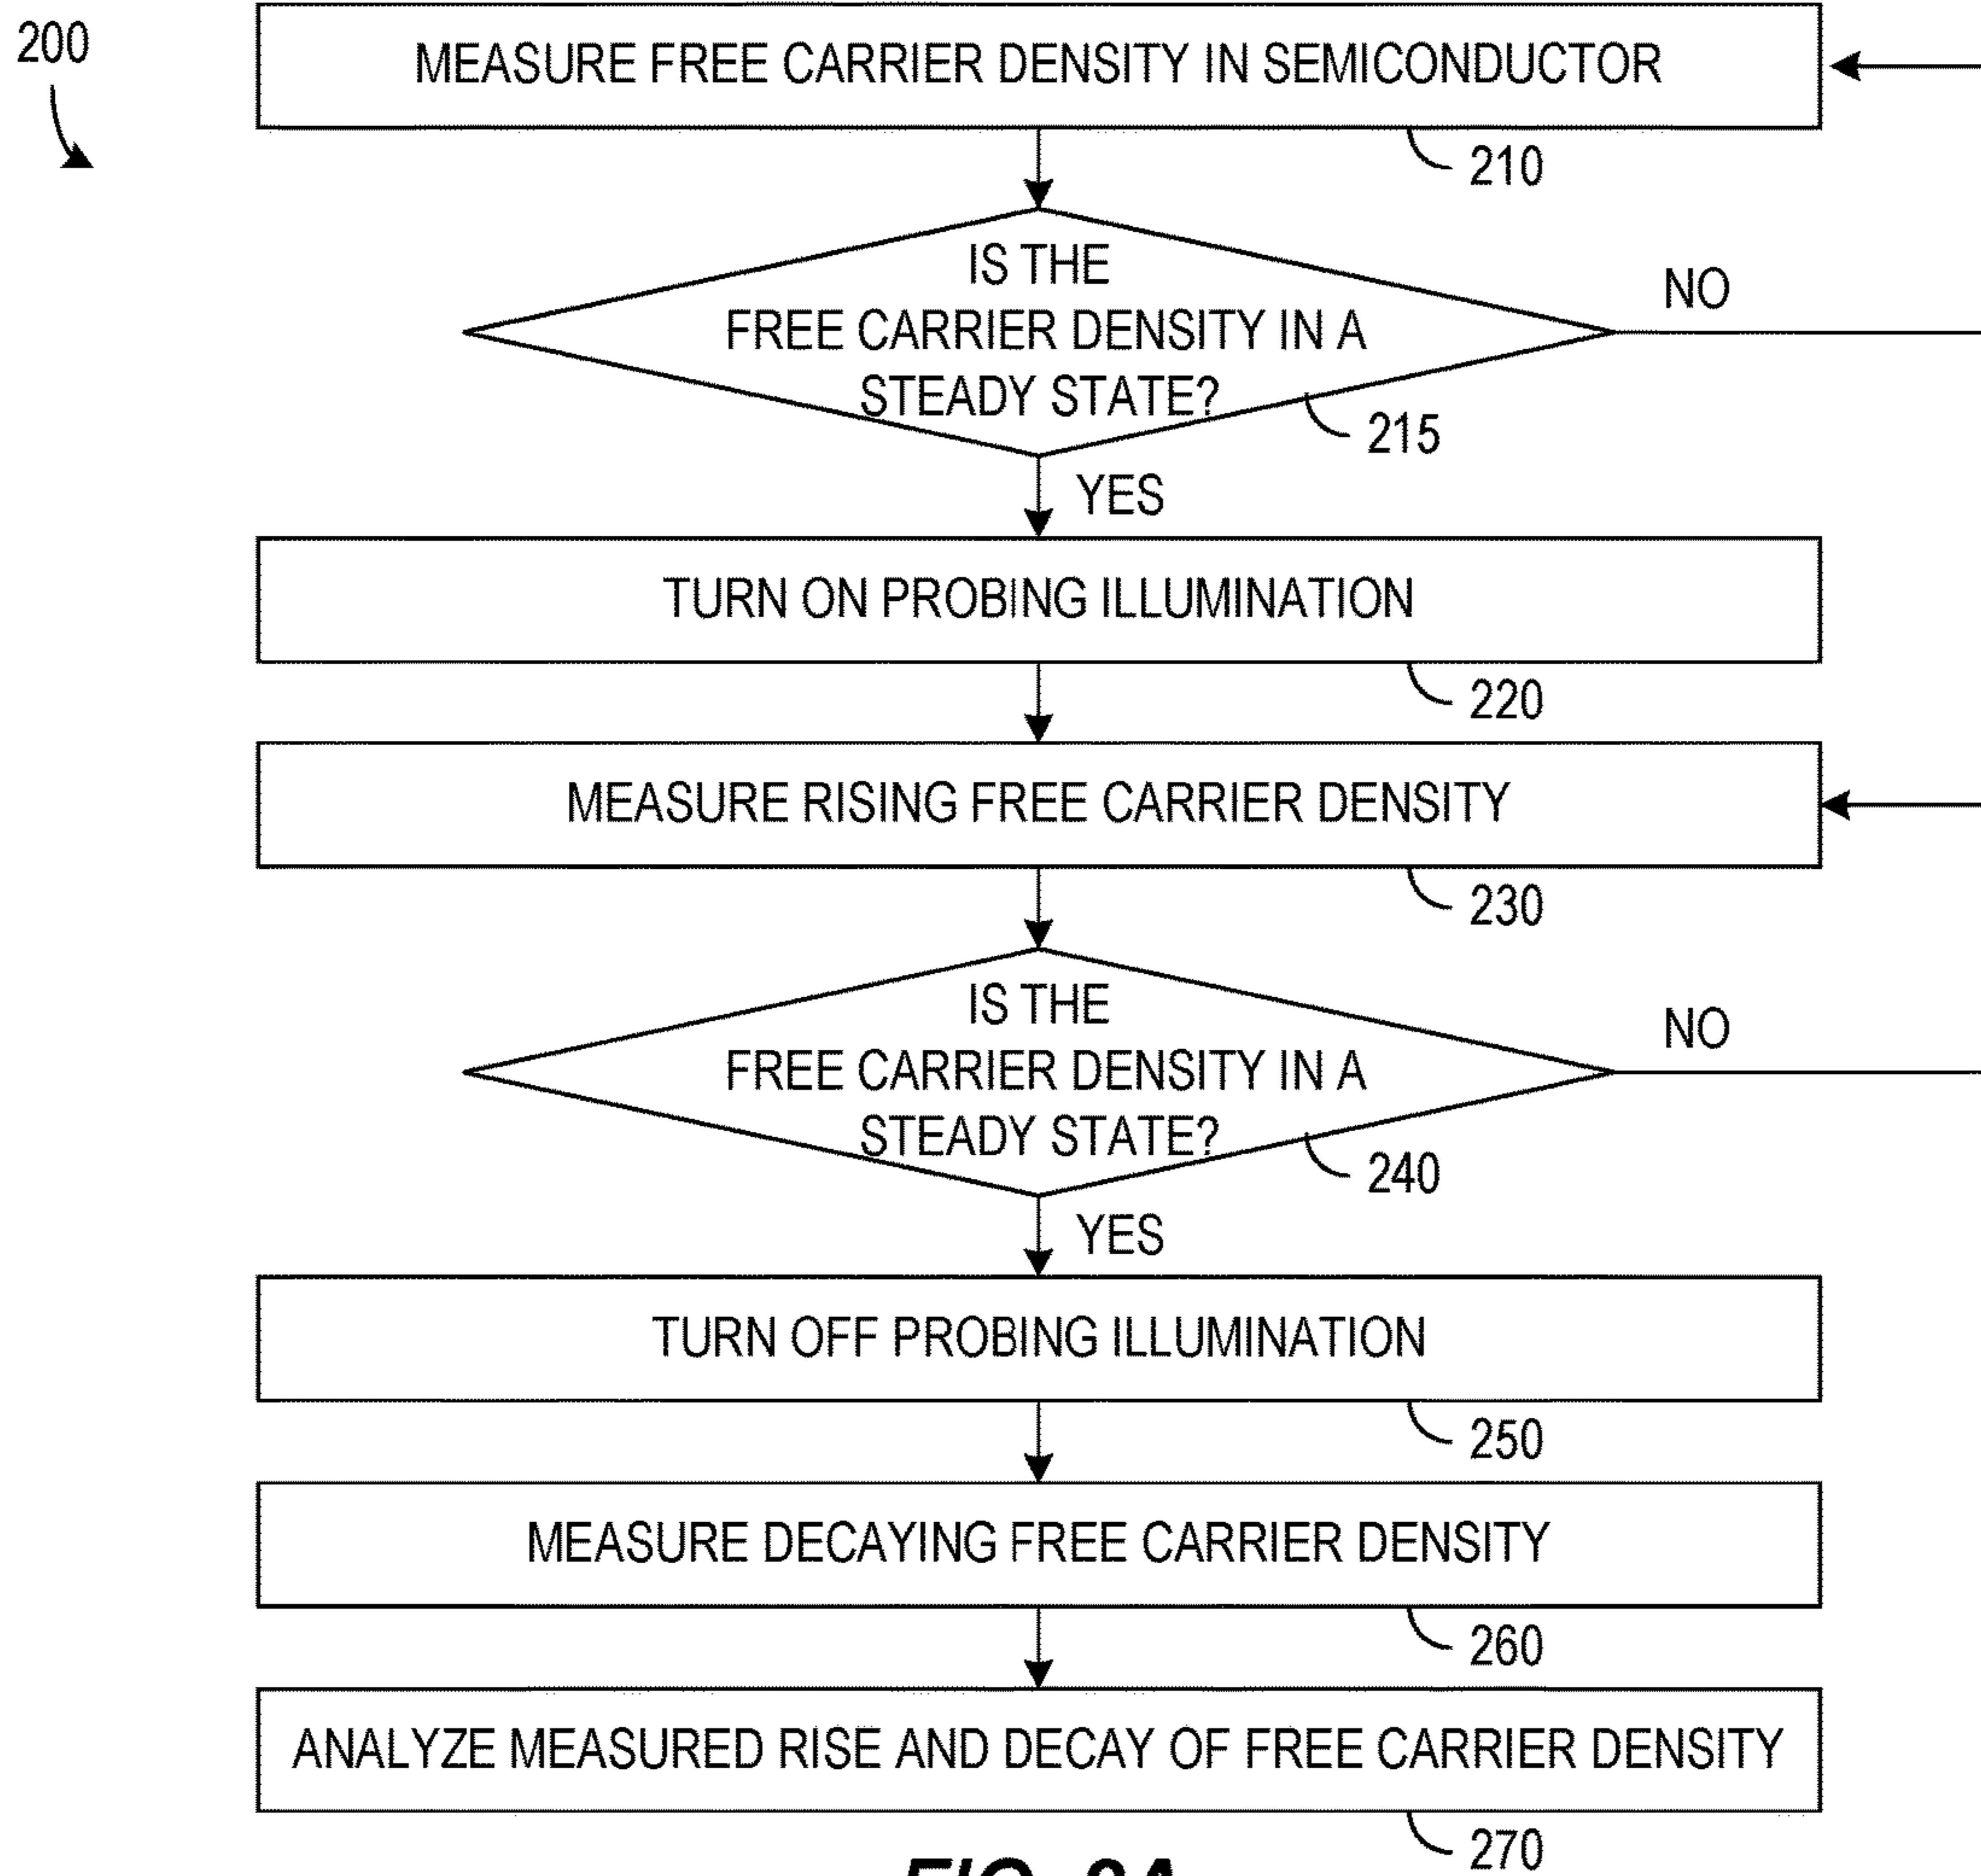 200
MEASURE FREE CARRIER DENSITY IN SEMICONDUCTOR
210
IS THE
FREE CARRIER DENSITY IN A
STEADY STATE?
NO
215
YES
TURN ON PROBING ILLUMINATION
220
MEASURE RISING FREE CARRIER DENSITY
230
IS THE
FREE CARRIER DENSITY IN A
STEADY STATE?
NO
240
YES
TURN OFF PROBING ILLUMINATION
250
MEASURE DECAYING FREE CARRIER DENSITY
260
ANALYZE MEASURED RISE AND DECAY OF FREE CARRIER DENSITY
270